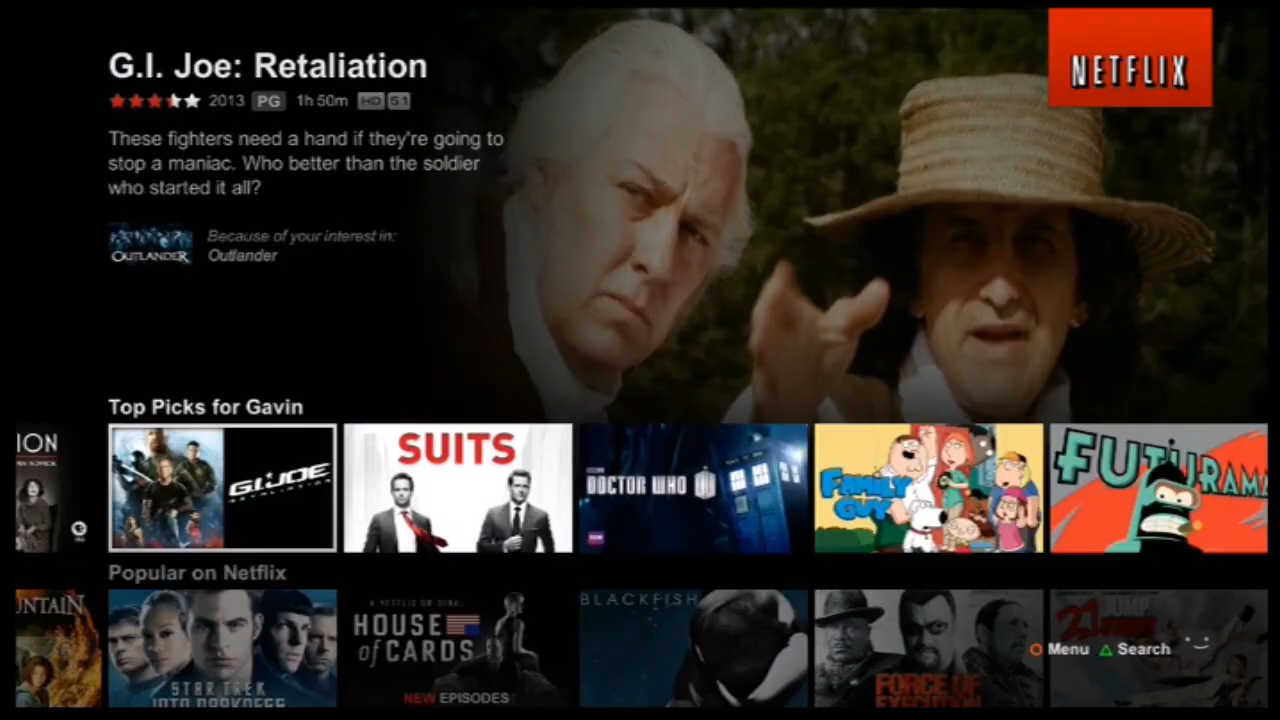 G.I. Joe: Retaliation
NETFLIX
2013 PG 1h 50m HD 5.1
These fighters need a hand if they're going to
stop a maniac. Who better than the soldier
who started it all?
OUTLANDER
Because of your interest in:
Outlander
Top Picks for Gavin
ION
G.I.JOE
RETALIATION
SUITS
DOCTOR WHO
FAMILY
GUY
FUTURAMA
Popular on Netflix
UNTAIN
STAR TREK
INTO DARKNESS
A NETFLIX ORIGINAL
HOUSE
of CARDS
NEW EPISODES
BLACKFISH
FORCE OF
EXECUTION
21 JUMP
Menu Search